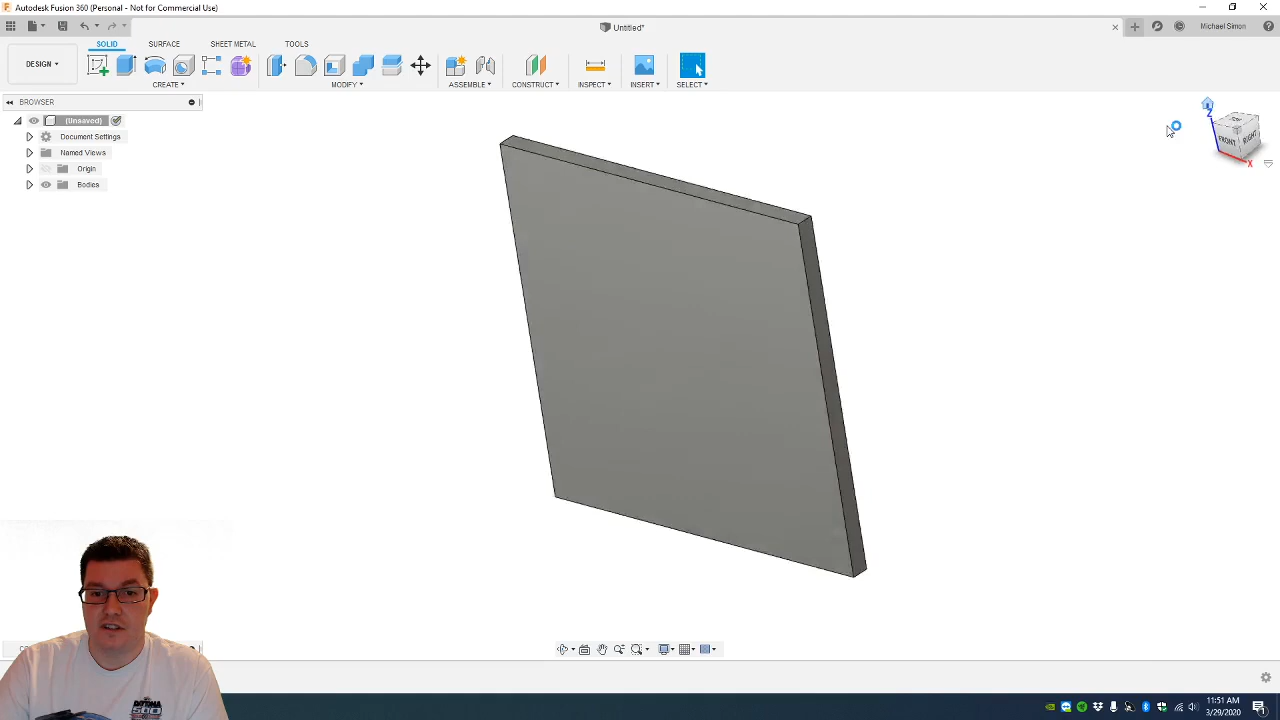 Autodesk Fusion 360 (Personal - Not for Commercial Use)
Untitled*
Michael Simon
SOLID SURFACE SHEET METAL TOOLS
DESIGN
CREATE MODIFY ASSEMBLE CONSTRUCT INSPECT INSERT SELECT
BROWSER
(Unsaved)
Document Settings
Named Views
Origin
Bodies
Z
FRONT RIGHT
X
DAYTONA
500
11:51 AM
3/29/2020